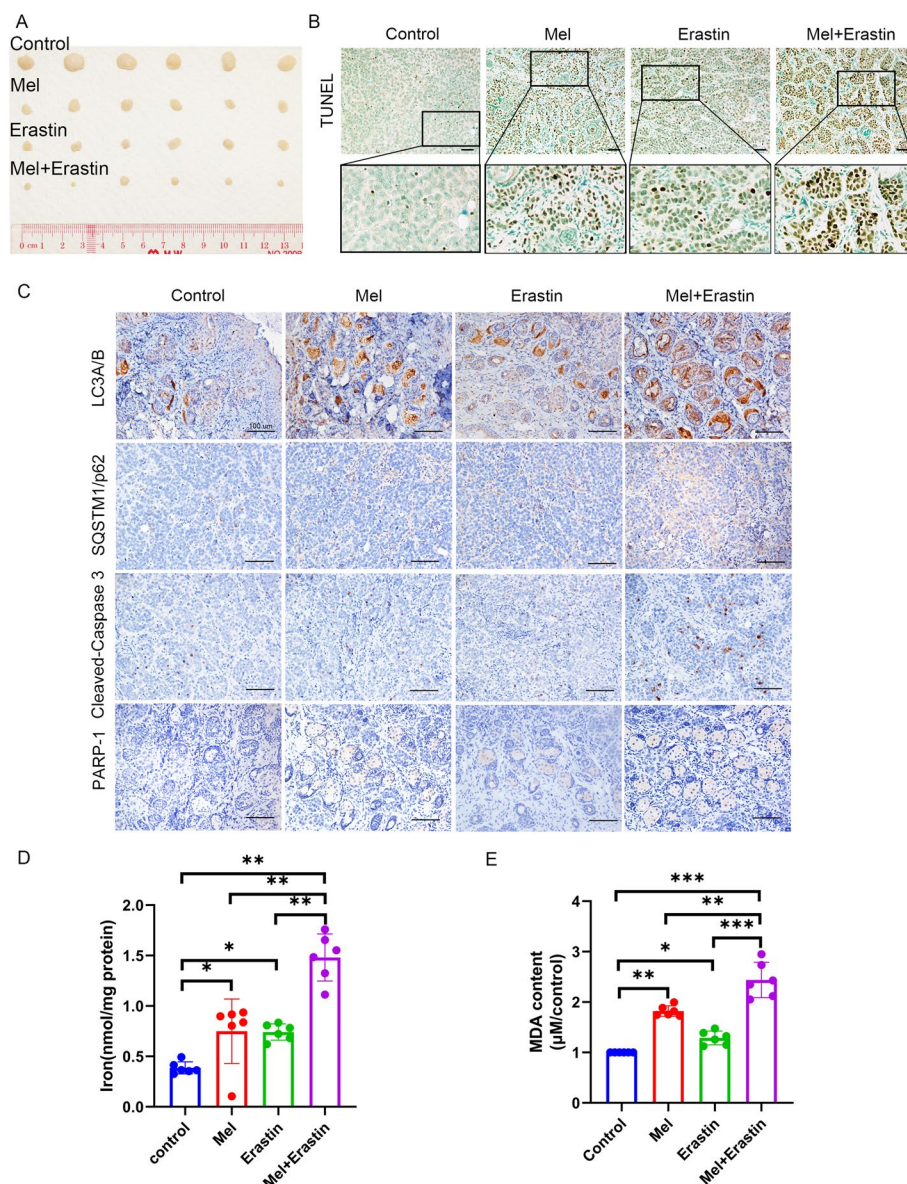 A
Control
Mel
Erastin
Mel+Erastin
0 cm 1 2 3 4 5 6 7 8 9 10 11 12 13
M.W.
B
Control Mel Erastin Mel+Erastin
TUNEL
C
Control Mel Erastin Mel+Erastin
LC3A/B
100 um
SQSTM1/p62
Cleaved-Caspase 3
PARP-1
D
Iron(nmol/mg protein)
2.0
1.5
1.0
0.5
0.0
** ** ** * *
control Mel Erastin Mel+Erastin
E
MDA content
(μM/control)
4
3
2
1
0
*** ** *** * **
Control Mel Erastin Mel+Erastin